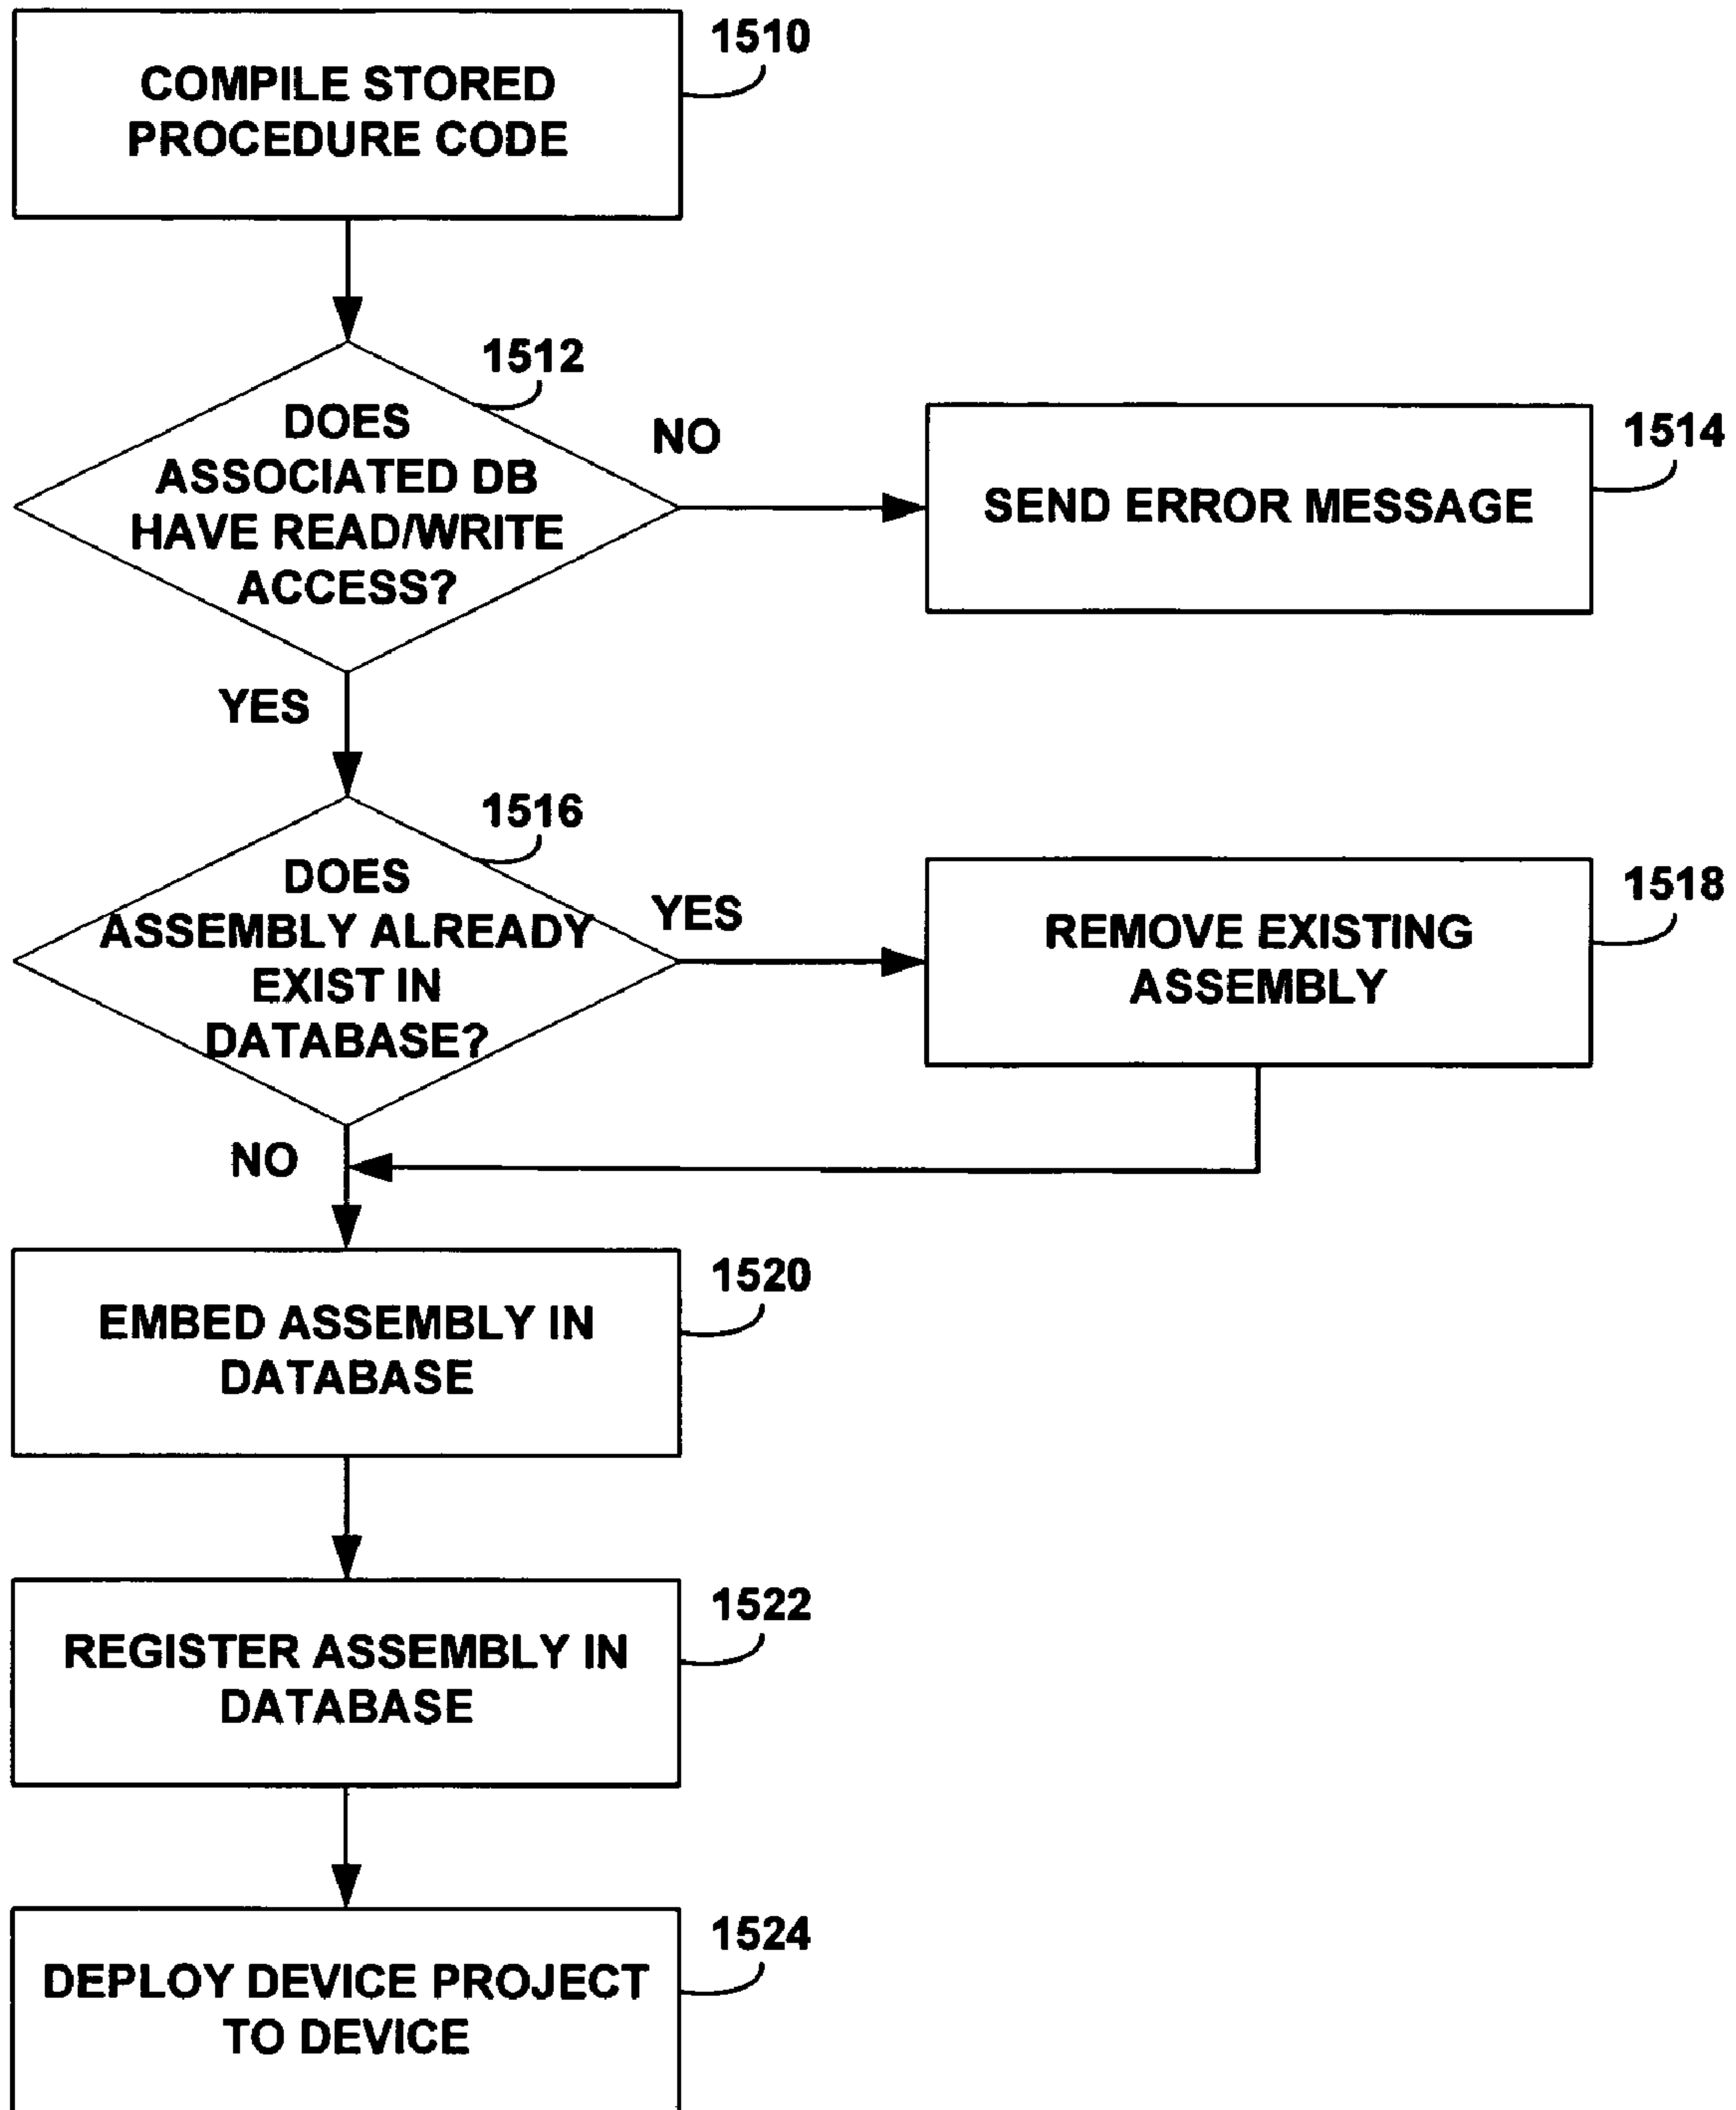 1510
COMPILE STORED
PROCEDURE CODE
1512
DOES
ASSOCIATED DB
HAVE READ/WRITE
ACCESS?
NO
1514
SEND ERROR MESSAGE
YES
1516
DOES
ASSEMBLY ALREADY
EXIST IN
DATABASE?
YES
1518
REMOVE EXISTING
ASSEMBLY
NO
1520
EMBED ASSEMBLY IN
DATABASE
1522
REGISTER ASSEMBLY IN
DATABASE
1524
DEPLOY DEVICE PROJECT
TO DEVICE